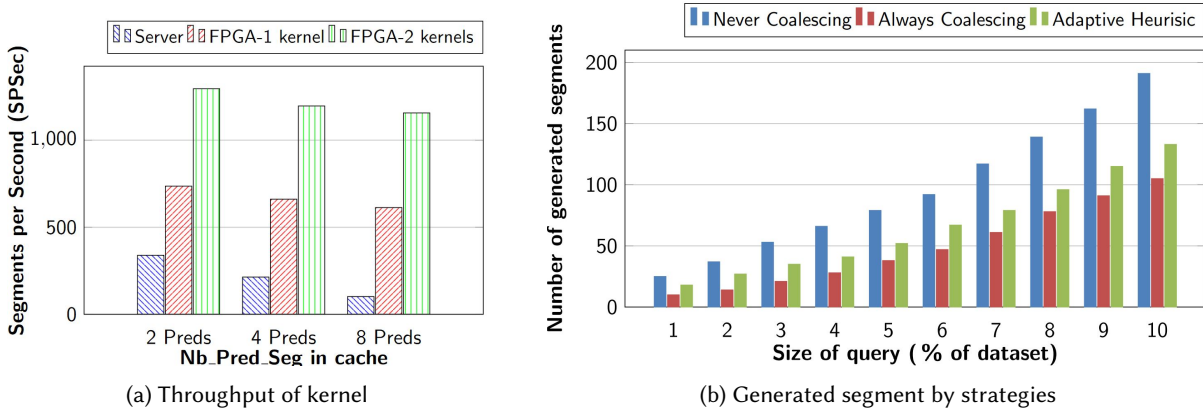 Server FPGA-1 kernel FPGA-2 kernels
Segments per Second (SPSec)
1,000
500
0
2 Preds 4 Preds 8 Preds
Nb_Pred_Seg in cache
(a) Throughput of kernel
Never Coalescing Always Coalescing Adaptive Heurisic
Number of generated segments
200
150
100
50
0
1 2 3 4 5 6 7 8 9 10
Size of query (% of dataset)
(b) Generated segment by strategies